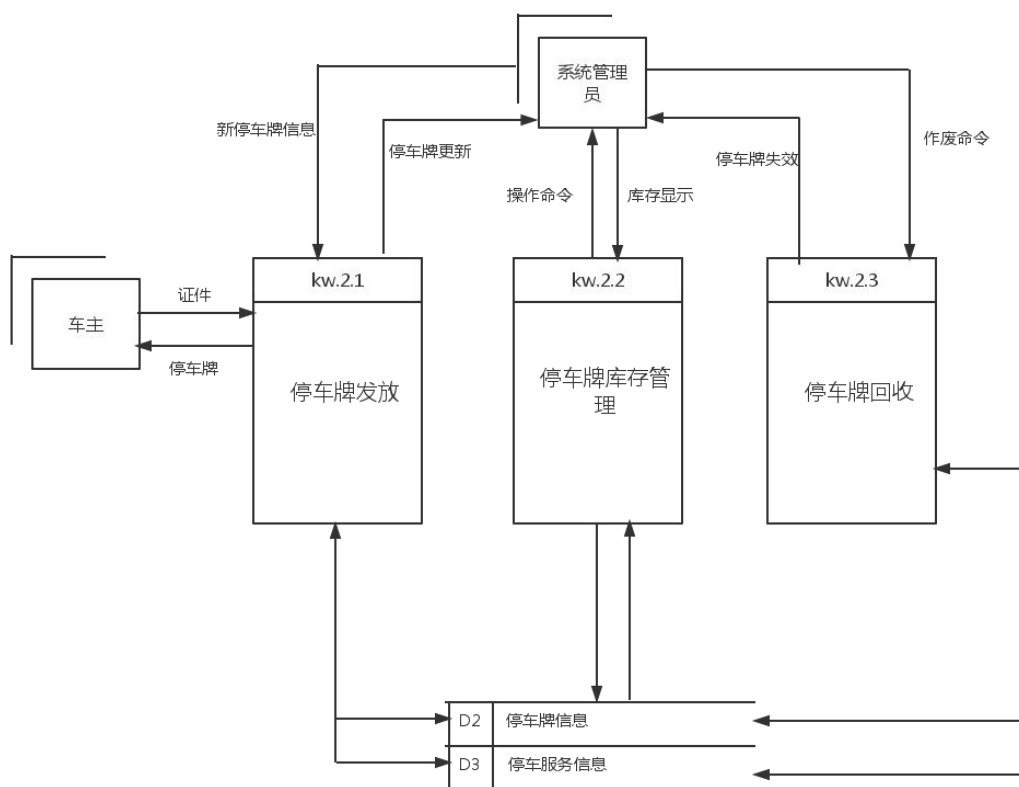 系统管理
员
新停车牌信息
停车牌更新
操作命令
库存显示
停车牌失效
作废命令
车主
证件
停车牌
kw.2.1
停车牌发放
kw.2.2
停车牌库存管
理
kw.2.3
停车牌回收
D2 停车牌信息
D3 停车服务信息